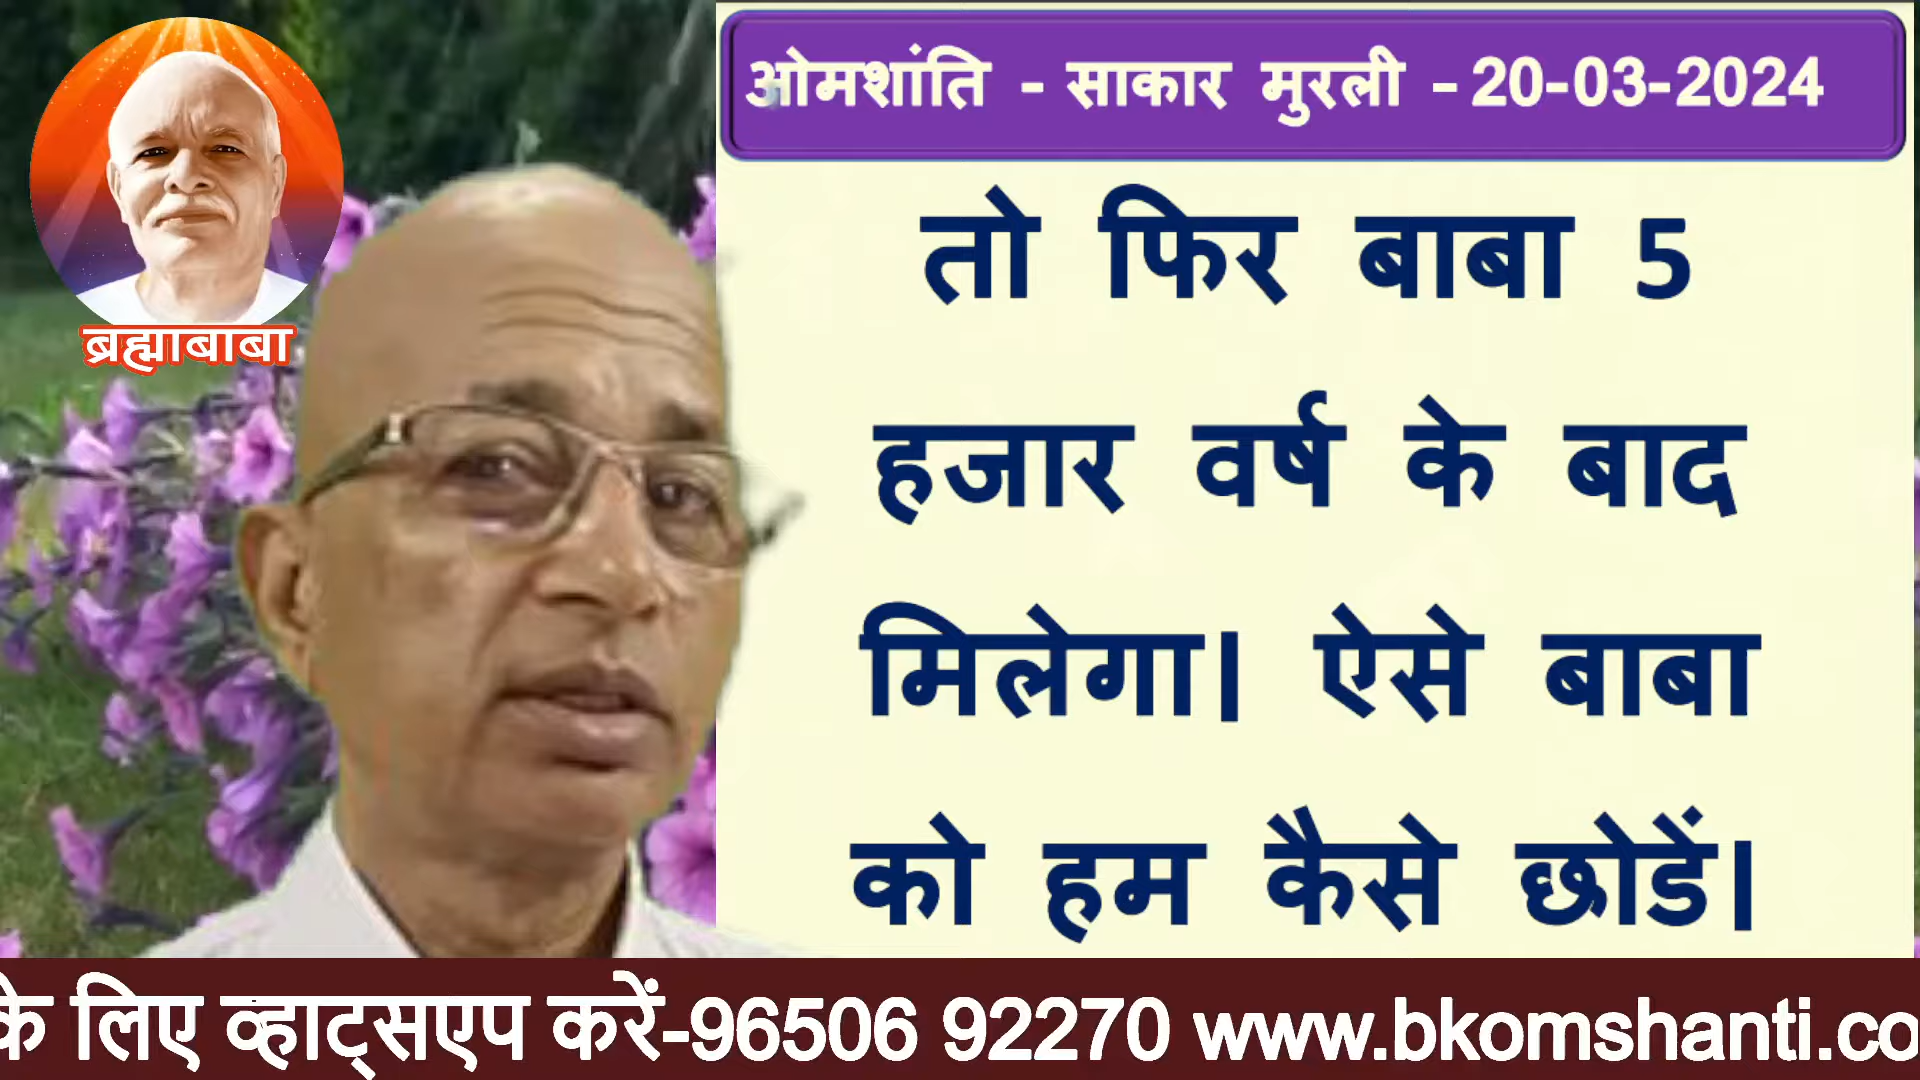 ओमशांति - साकार मुरली - 20-03-2024
ब्रह्माबाबा
तो फिर बाबा 5
हजार वर्ष के बाद
मिलेगा। ऐसे बाबा
को हम कैसे छोडें।
के लिए व्हाट्सएप करें-96506 92270 www.bkomshanti.co